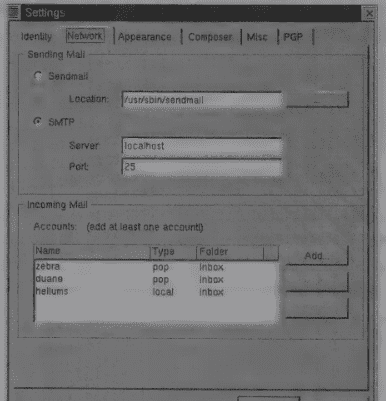 Settings
Identity Network Appearance Composer Misc PGP
Sending Mail
Sendmail
Location: /usr/sbin/sendmail ...
SMTP
Server localhost
Port: 25
Incoming Mail
Accounts: (add at least one account!)
Name Type Folder
zebra pop inbox
duane pop inbox
hellums local inbox
Add...